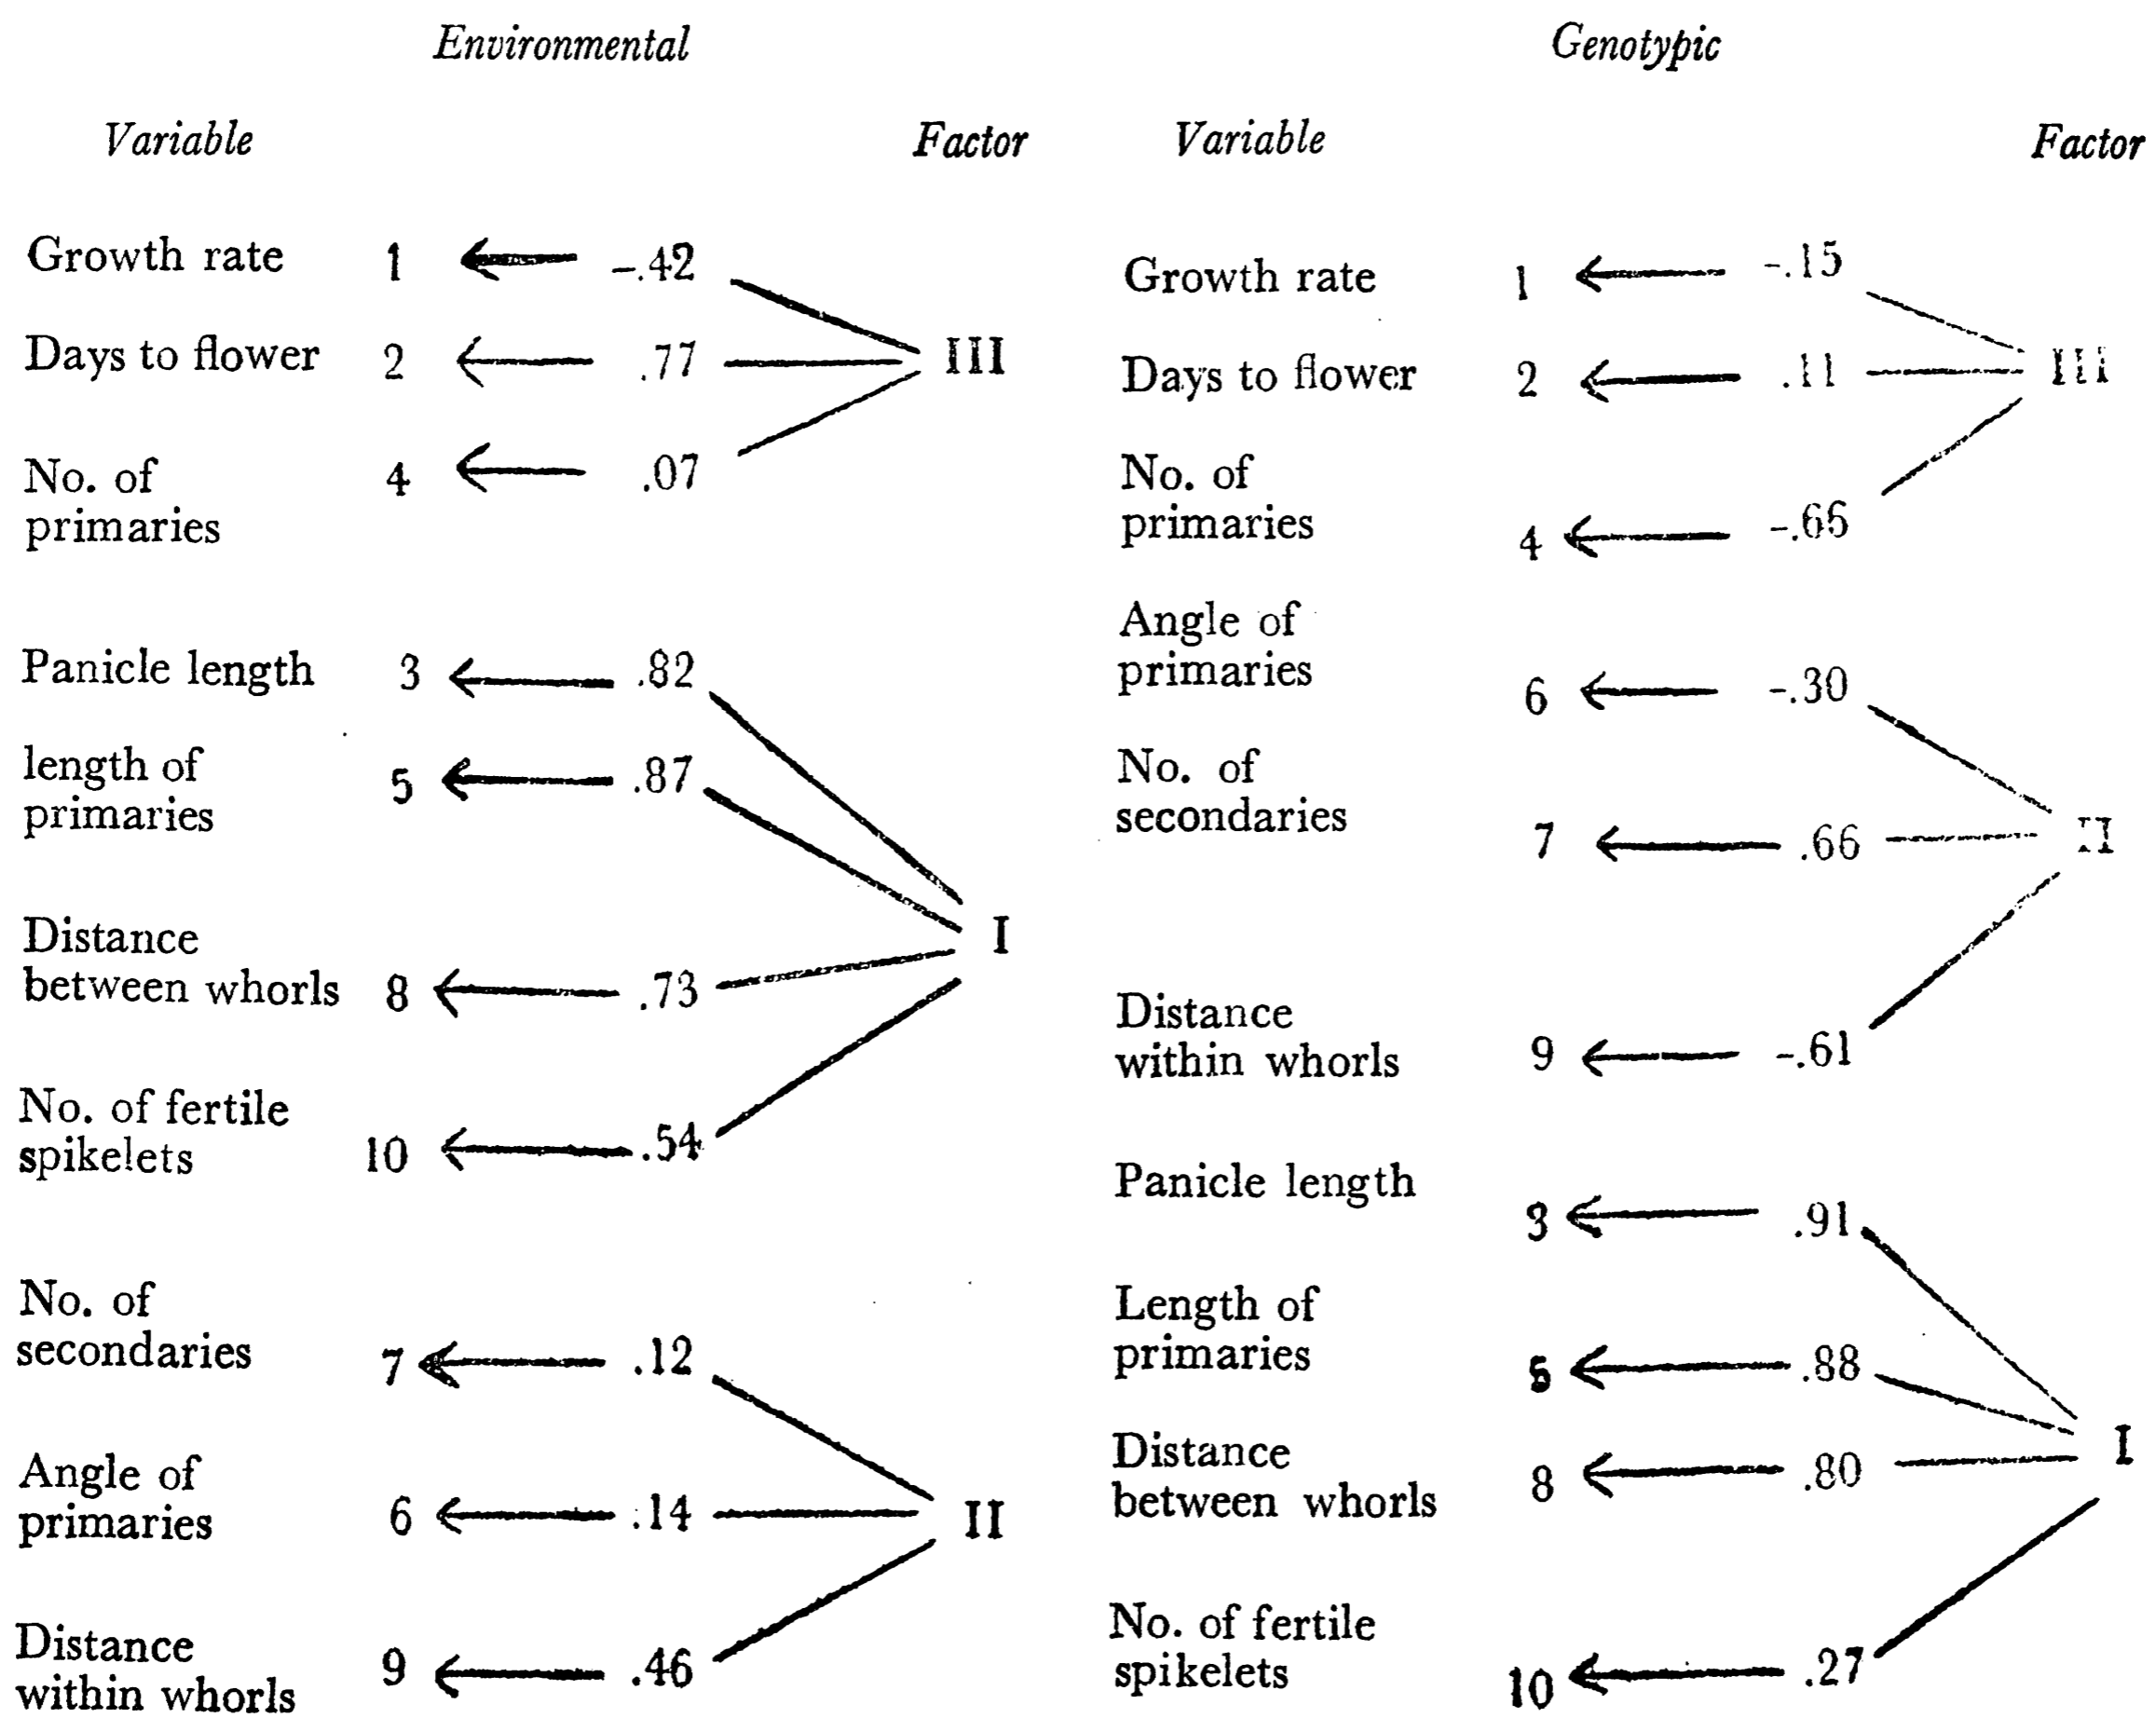 Environmental
Variable Factor
Growth rate 1 -.42
Days to flower 2 .77 III
No. of
primaries 4 .07
Panicle length 3 .82
length of
primaries 5 .87
I
Distance
between whorls 8 .73
No. of fertile
spikelets 10 .54
No. of
secondaries 7 .12
Angle of
primaries 6 .14 II
Distance
within whorls 9 .46
Genotypic
Variable Factor
Growth rate 1 -.15
Days to flower 2 .11 III
No. of
primaries
4 -.66
Angle of
primaries
6 -.30
No. of
secondaries
7 .66 II
Distance
within whorls 9 -.61
Panicle length
3 .91
Length of
primaries
5 .88
I
Distance
between whorls 8 .80
No. of fertile
spikelets 10 .27